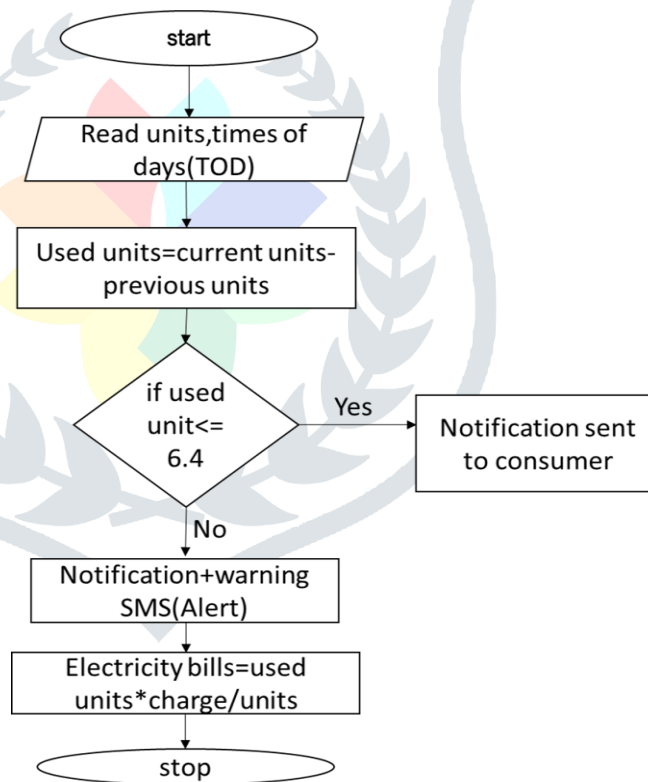 start
Read units,times of
days(TOD)
Used units=current units-
previous units
if used
unit<=
6.4
Yes
Notification sent
to consumer
No
Notification+warning
SMS(Alert)
Electricity bills=used
units*charge/units
stop